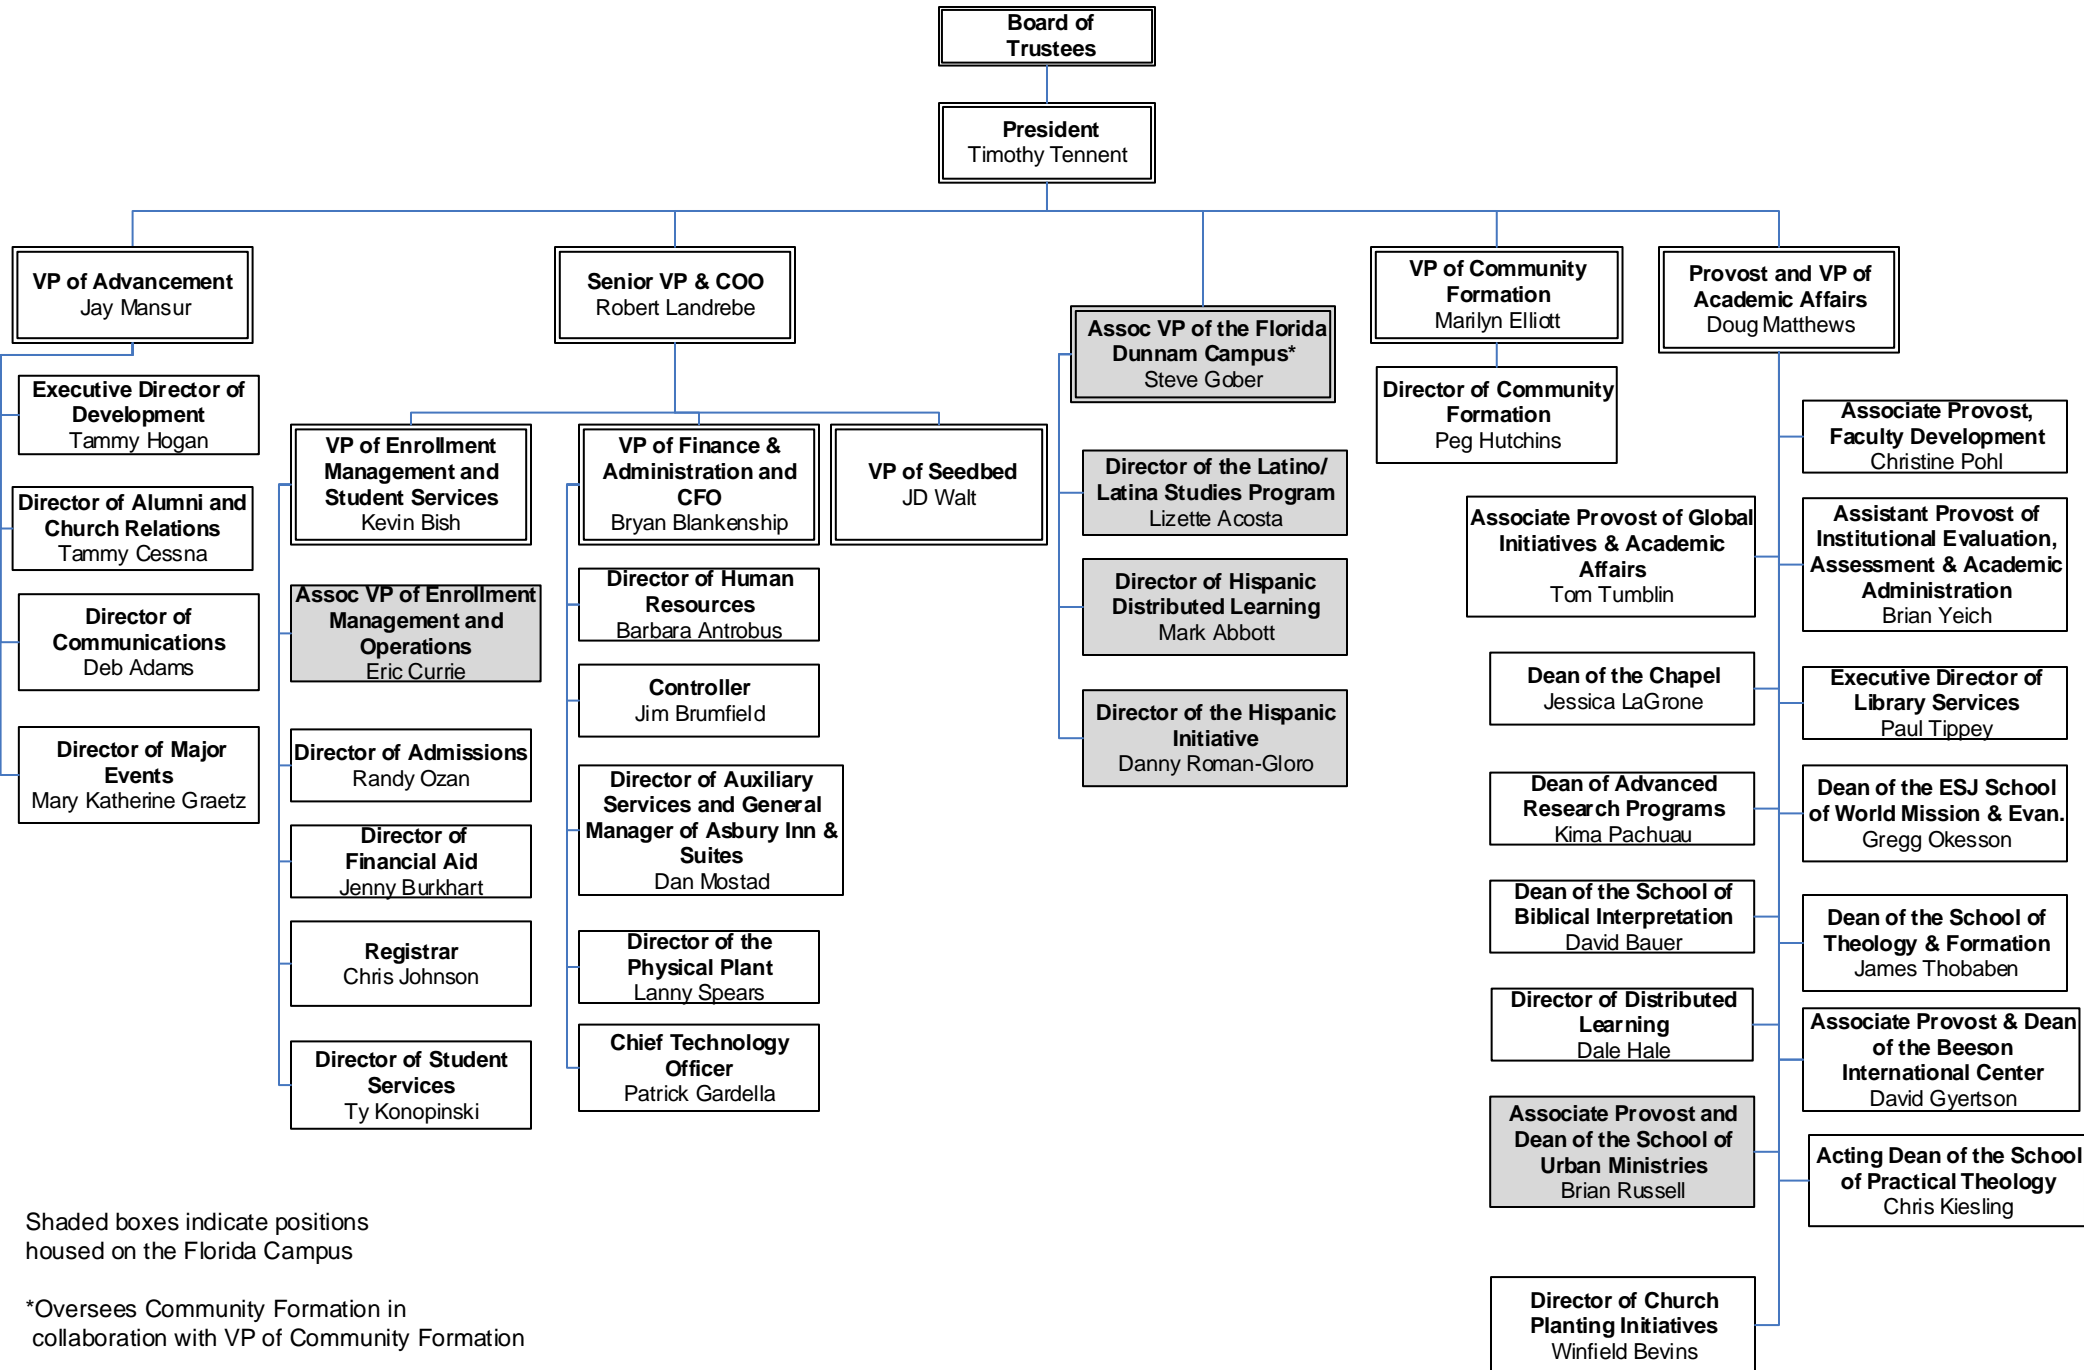 Board of
Trustees
President
Timothy Tennent
VP of Advancement
Jay Mansur
Executive Director of
Development
Tammy Hogan
Director of Alumni and
Church Relations
Tammy Cessna
Director of
Communications
Deb Adams
Director of Major
Events
Mary Katherine Graetz
Senior VP & COO
Robert Landrebe
VP of Enrollment
Management and
Student Services
Kevin Bish
Assoc VP of Enrollment
Management and
Operations
Eric Currie
Director of Admissions
Randy Ozan
Director of
Financial Aid
Jenny Burkhart
Registrar
Chris Johnson
Director of Student
Services
Ty Konopinski
VP of Finance &
Administration and
CFO
Bryan Blankenship
Director of Human
Resources
Barbara Antrobus
Controller
Jim Brumfield
Director of Auxiliary
Services and General
Manager of Asbury Inn &
Suites
Dan Mostad
Director of the
Physical Plant
Lanny Spears
Chief Technology
Officer
Patrick Gardella
VP of Seedbed
JD Walt
Assoc VP of the Florida
Dunnam Campus*
Steve Gober
Director of the Latino/
Latina Studies Program
Lizette Acosta
Director of Hispanic
Distributed Learning
Mark Abbott
Director of the Hispanic
Initiative
Danny Roman-Gloro
VP of Community
Formation
Marilyn Elliott
Director of Community
Formation
Peg Hutchins
Provost and VP of
Academic Affairs
Doug Matthews
Associate Provost,
Faculty Development
Christine Pohl
Associate Provost of Global
Initiatives & Academic
Affairs
Tom Tumblin
Assistant Provost of
Institutional Evaluation,
Assessment & Academic
Administration
Brian Yeich
Dean of the Chapel
Jessica LaGrone
Executive Director of
Library Services
Paul Tippey
Dean of Advanced
Research Programs
Kima Pachuau
Dean of the ESJ School
of World Mission & Evan.
Gregg Okesson
Dean of the School of
Biblical Interpretation
David Bauer
Dean of the School of
Theology & Formation
James Thobaben
Director of Distributed
Learning
Dale Hale
Associate Provost & Dean
of the Beeson
International Center
David Gyertson
Associate Provost and
Dean of the School of
Urban Ministries
Brian Russell
Acting Dean of the School
of Practical Theology
Chris Kiesling
Director of Church
Planting Initiatives
Winfield Bevins
Shaded boxes indicate positions
housed on the Florida Campus
*Oversees Community Formation in
collaboration with VP of Community Formation